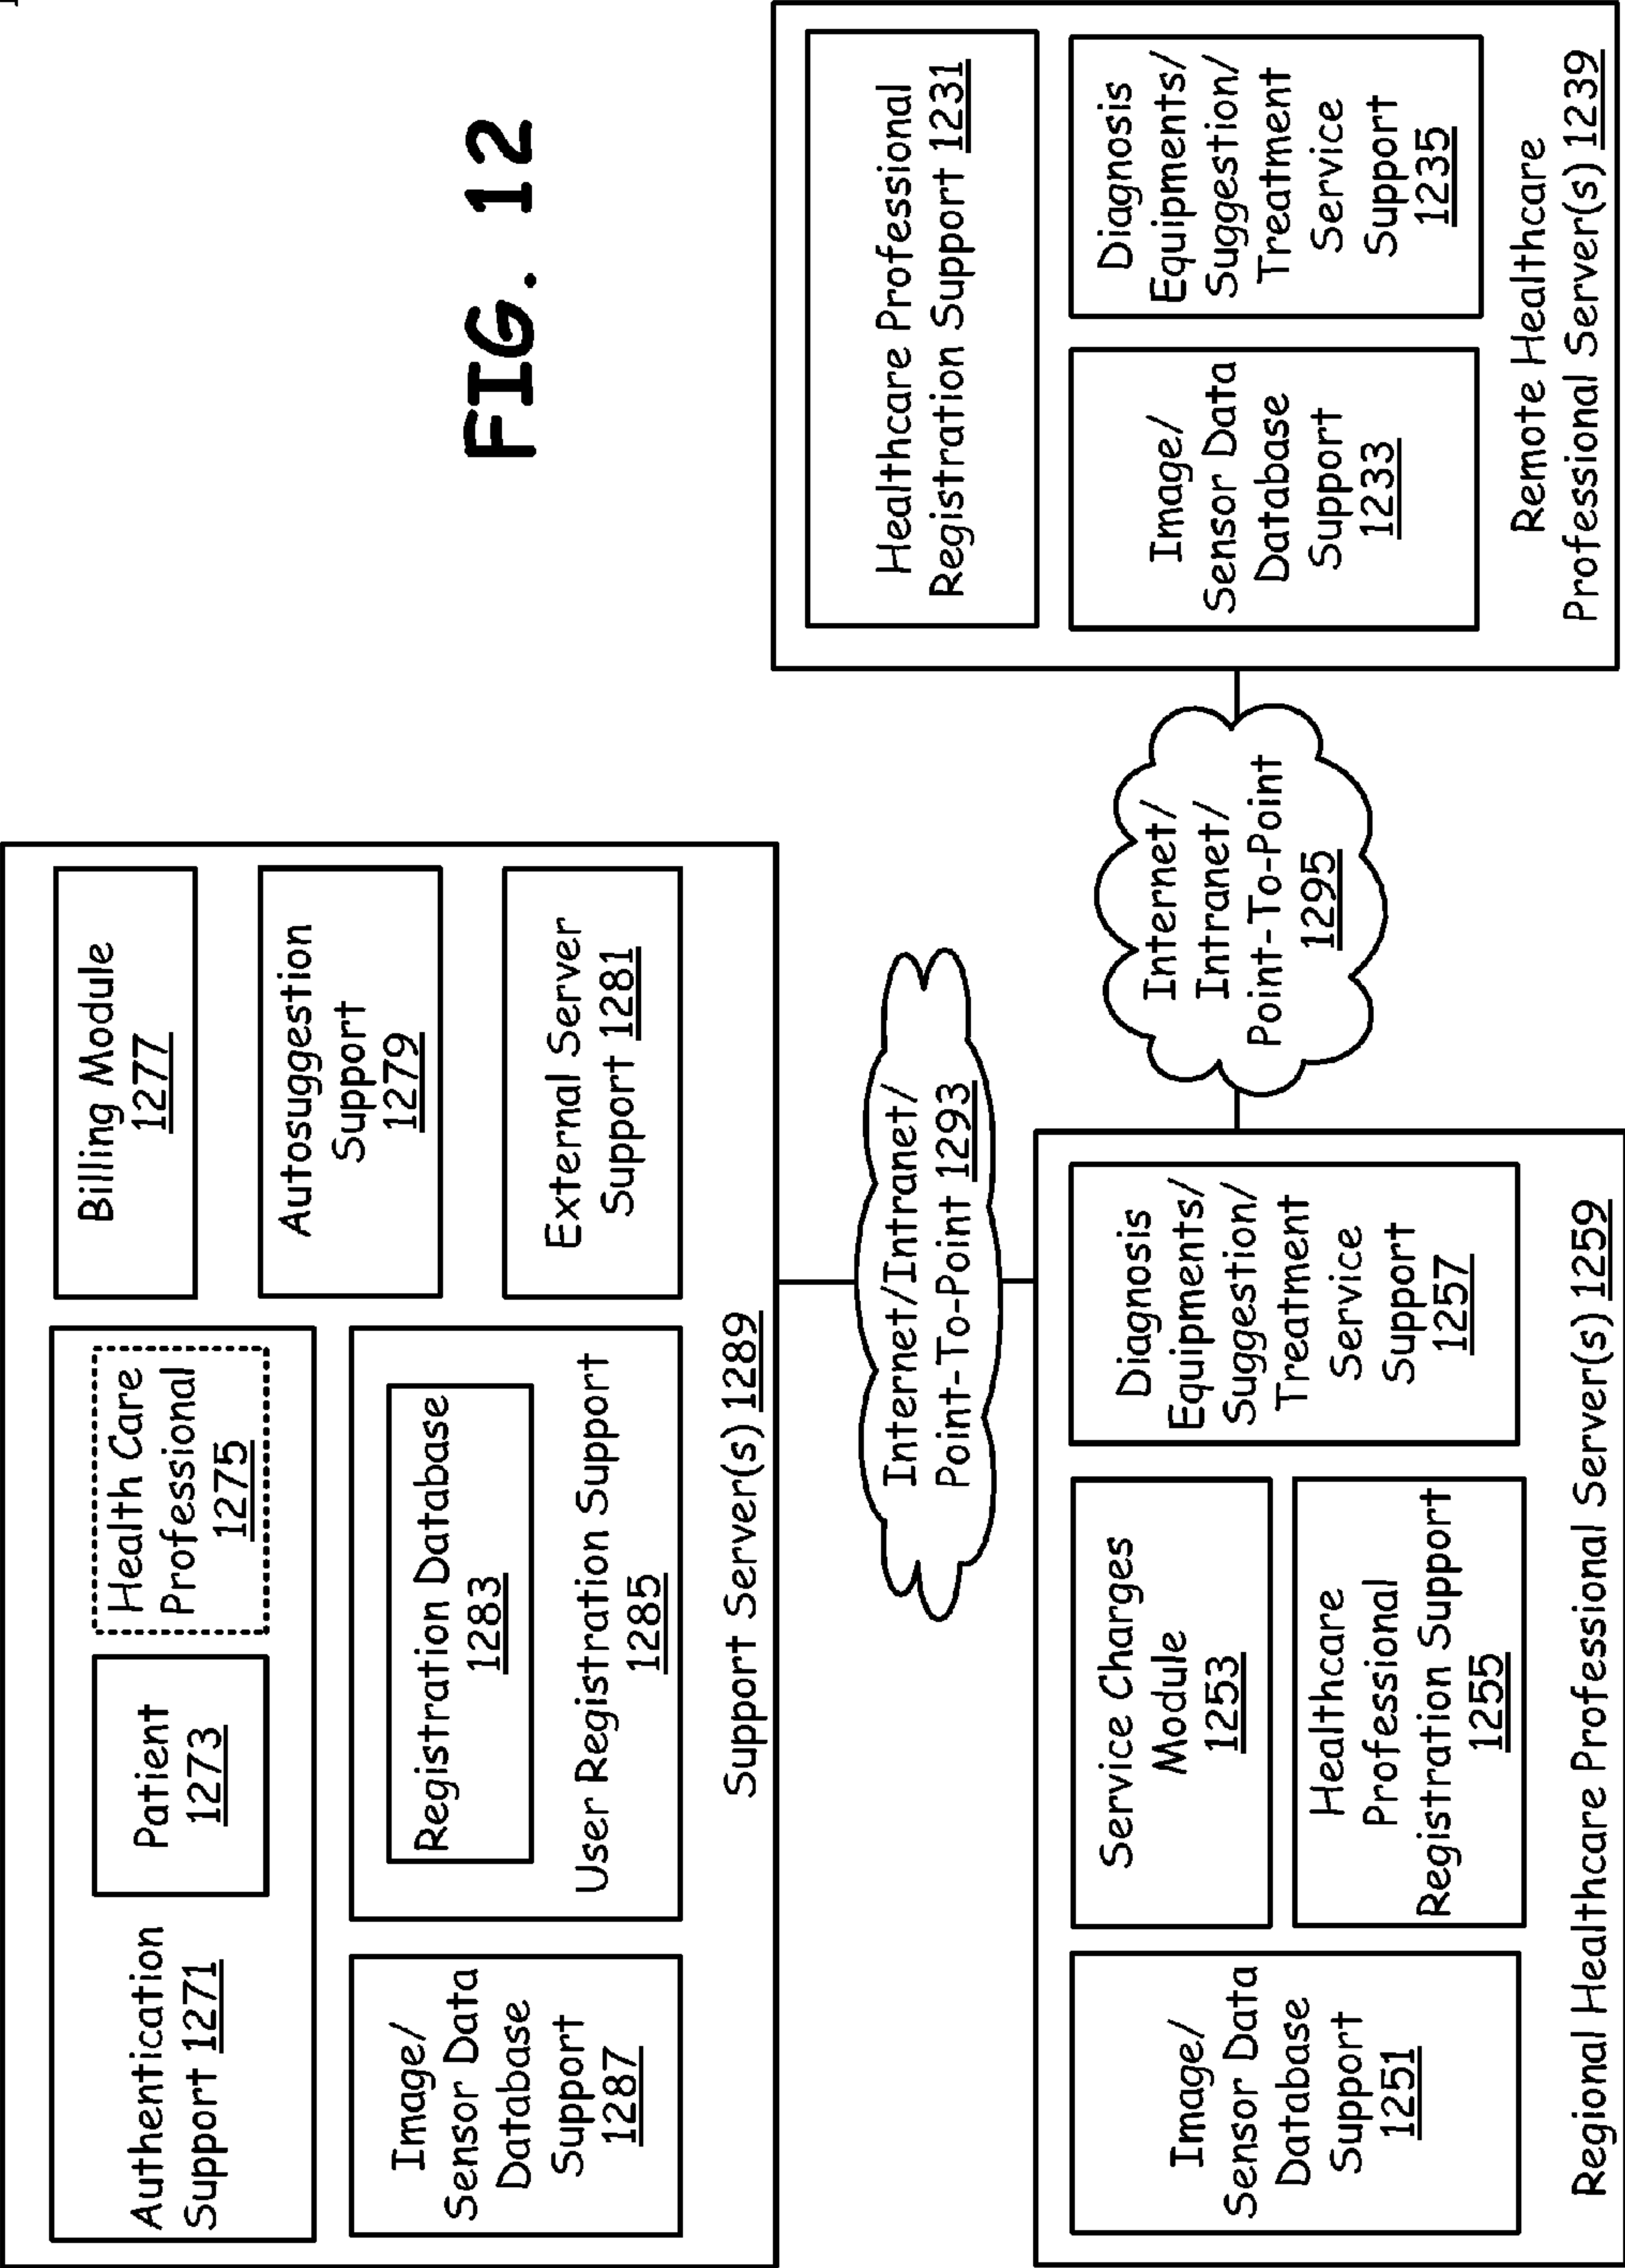 Authentication
Support 1271
Patient
1273
Health Care
Professional
1275
Billing Module
1277
Autosuggestion
Support
1279
External Server
Support 1281
Image/
Sensor Data
Database
Support
1287
Registration Database
1283
User Registration Support
1285
Support Server(s) 1289
FIG. 12
Internet/Intranet/
Point-To-Point 1293
Image/
Sensor Data
Database
Support
1251
Service Charges
Module
1253
Healthcare
Professional
Registration Support
1255
Diagnosis
Equipments/
Suggestion/
Treatment
Service
Support
1257
Regional Healthcare Professional Server(s) 1259
Internet/
Intranet/
Point-To-Point
1295
Healthcare Professional
Registration Support 1231
Image/
Sensor Data
Database
Support
1233
Diagnosis
Equipments/
Suggestion/
Treatment
Service
Support
1235
Remote Healthcare
Professional Server(s) 1239